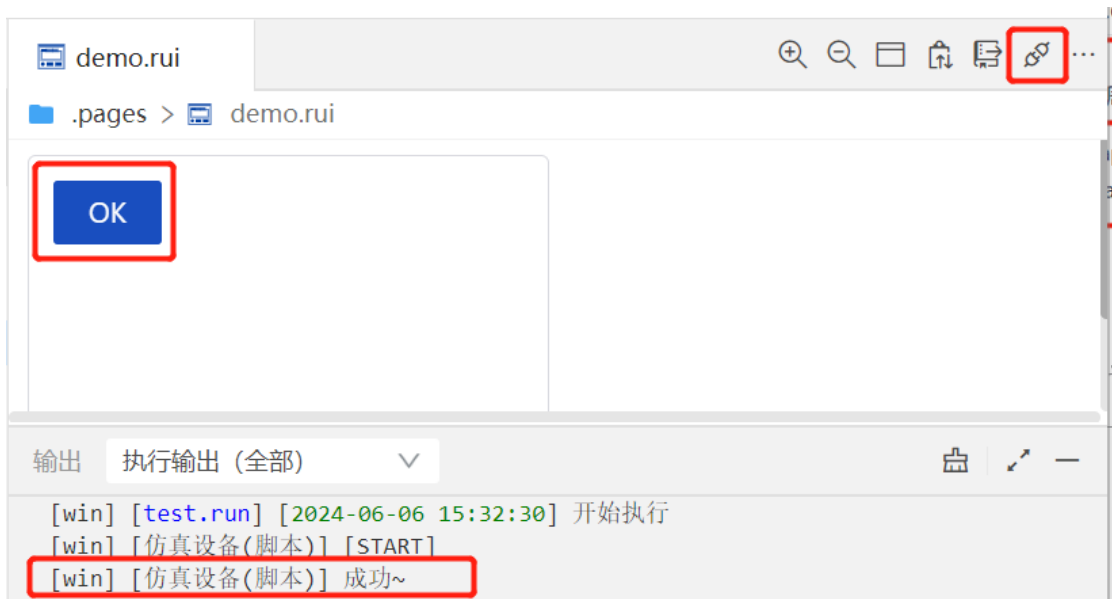 demo.rui
.pages > demo.rui
OK
输出 执行输出（全部）
[win] [test.run] [2024-06-06 15:32:30] 开始执行
[win] [仿真设备(脚本)] [START]
[win] [仿真设备(脚本)] 成功~